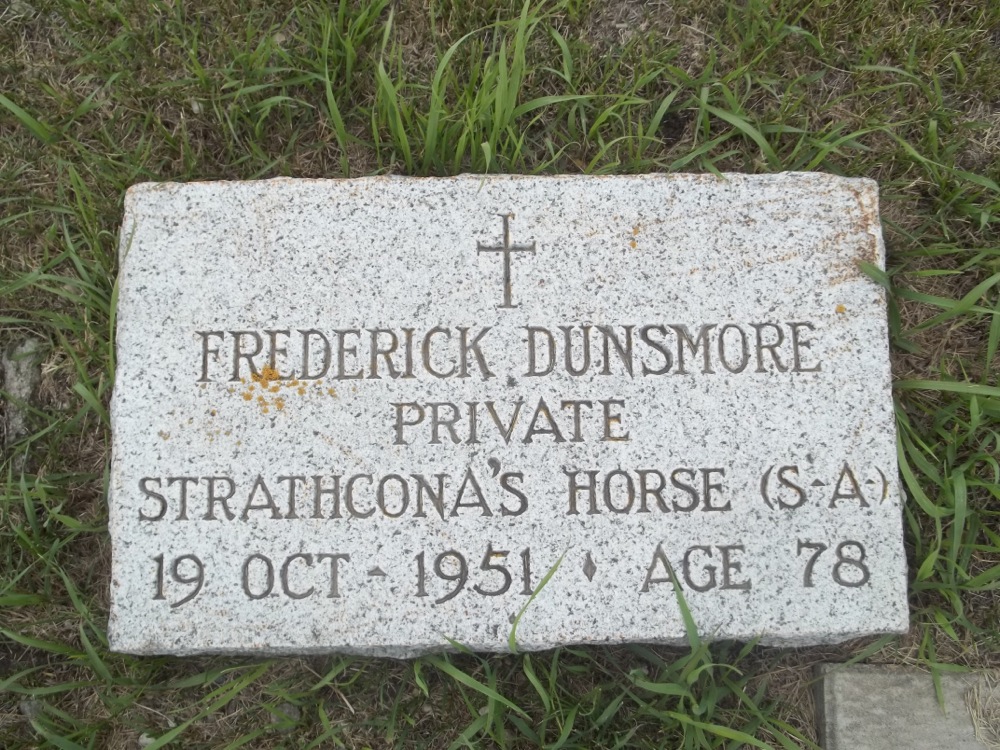 FREDERICK DUNSMORE
PRIVATE
STRATHCONA'S HORSE (S·A·)
19 OCT - 1951 ♦ AGE 78